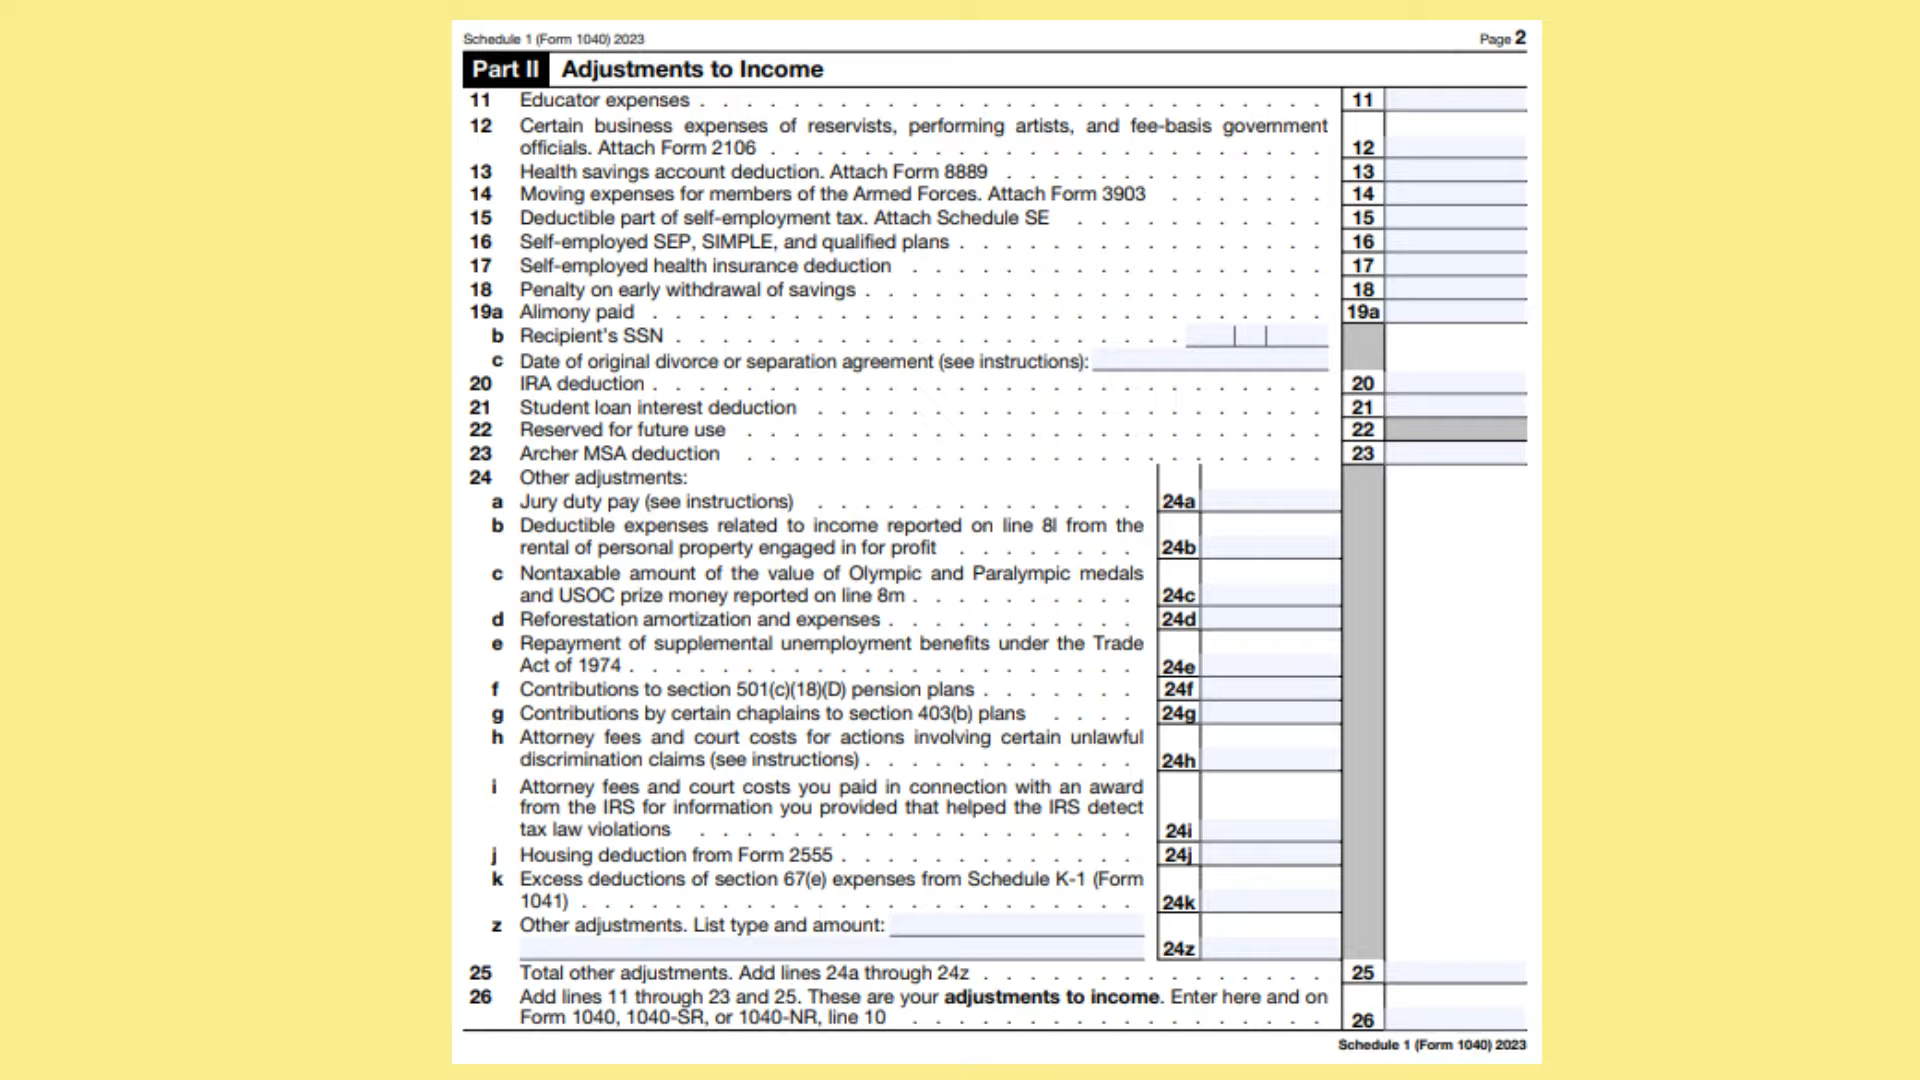 Schedule 1 (Form 1040) 2023 Page 2
Part II Adjustments to Income
11 Educator expenses . . . . . . . . . . . . . . . . . . . . . . . . . . . 11
12 Certain business expenses of reservists, performing artists, and fee-basis government
officials. Attach Form 2106 . . . . . . . . . . . . . . . . . . . . . . . . 12
13 Health savings account deduction. Attach Form 8889 . . . . . . . . . . . . . . 13
14 Moving expenses for members of the Armed Forces. Attach Form 3903 . . . . . . . 14
15 Deductible part of self-employment tax. Attach Schedule SE . . . . . . . . . . . 15
16 Self-employed SEP, SIMPLE, and qualified plans . . . . . . . . . . . . . . . . 16
17 Self-employed health insurance deduction . . . . . . . . . . . . . . . . . . 17
18 Penalty on early withdrawal of savings . . . . . . . . . . . . . . . . . . . . 18
19a Alimony paid . . . . . . . . . . . . . . . . . . . . . . . . . . . . . 19a
b Recipient's SSN . . . . . . . . . . . . . . . . . . . . . .
c Date of original divorce or separation agreement (see instructions):
20 IRA deduction . . . . . . . . . . . . . . . . . . . . . . . . . . . . . 20
21 Student loan interest deduction . . . . . . . . . . . . . . . . . . . . . . 21
22 Reserved for future use . . . . . . . . . . . . . . . . . . . . . . . . . 22
23 Archer MSA deduction . . . . . . . . . . . . . . . . . . . . . . . . . 23
24 Other adjustments:
a Jury duty pay (see instructions) . . . . . . . . . . . . . . 24a
b Deductible expenses related to income reported on line 8l from the
rental of personal property engaged in for profit . . . . . . . . 24b
c Nontaxable amount of the value of Olympic and Paralympic medals
and USOC prize money reported on line 8m . . . . . . . . . . 24c
d Reforestation amortization and expenses . . . . . . . . . . . 24d
e Repayment of supplemental unemployment benefits under the Trade
Act of 1974 . . . . . . . . . . . . . . . . . . . . . . 24e
f Contributions to section 501(c)(18)(D) pension plans . . . . . . . 24f
g Contributions by certain chaplains to section 403(b) plans . . . . 24g
h Attorney fees and court costs for actions involving certain unlawful
discrimination claims (see instructions) . . . . . . . . . . . . 24h
i Attorney fees and court costs you paid in connection with an award
from the IRS for information you provided that helped the IRS detect
tax law violations . . . . . . . . . . . . . . . . . . . 24i
j Housing deduction from Form 2555 . . . . . . . . . . . . . 24j
k Excess deductions of section 67(e) expenses from Schedule K-1 (Form
1041) . . . . . . . . . . . . . . . . . . . . . . . . 24k
z Other adjustments. List type and amount:
24z
25 Total other adjustments. Add lines 24a through 24z . . . . . . . . . . . . . . . 25
26 Add lines 11 through 23 and 25. These are your adjustments to income. Enter here and on
Form 1040, 1040-SR, or 1040-NR, line 10 . . . . . . . . . . . . . . . . . . 26
Schedule 1 (Form 1040) 2023